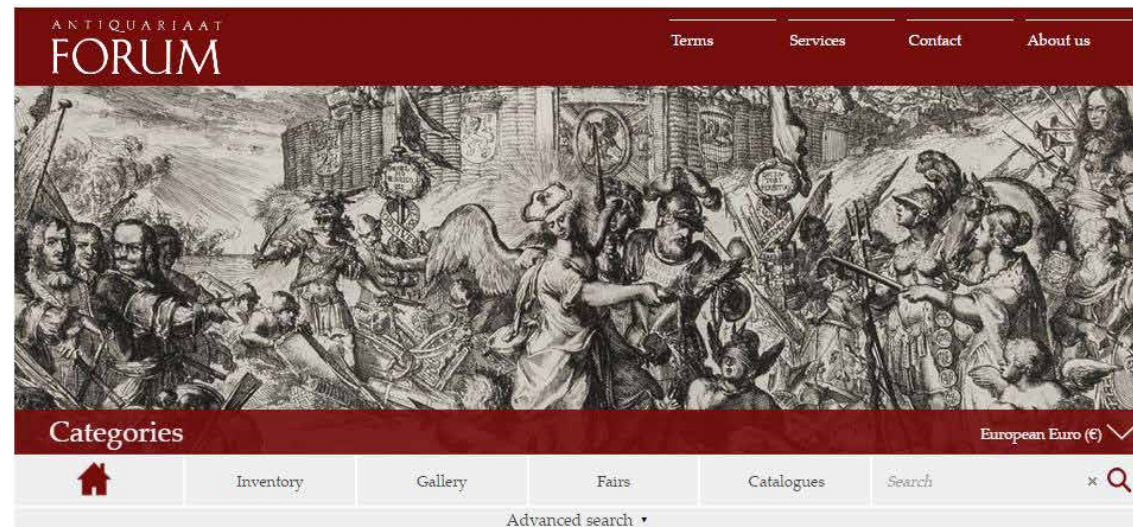 ANTIQUARIAAT
FORUM
Terms Services Contact About us
Categories
European Euro (€)
Inventory Gallery Fairs Catalogues Search ×
Advanced search ▾